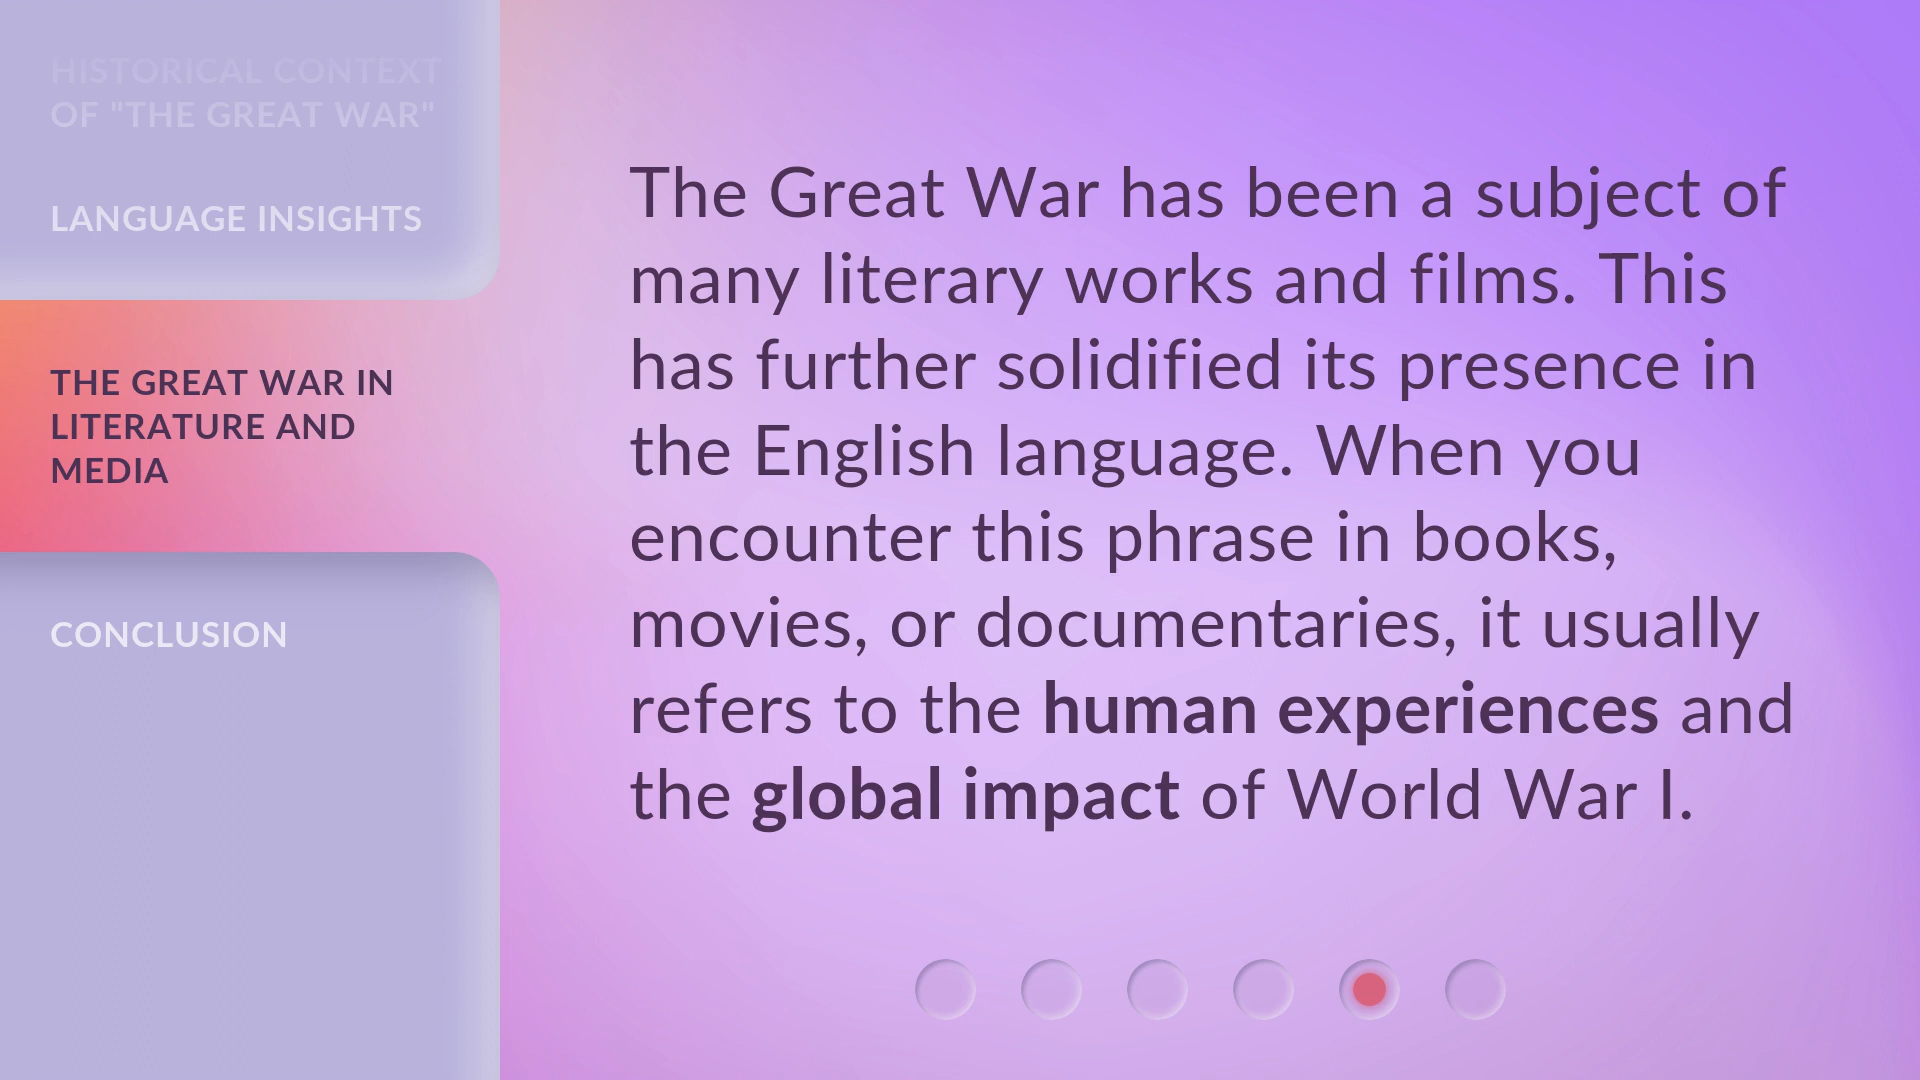 HISTORICAL CONTEXT
OF "THE GREAT WAR"
LANGUAGE INSIGHTS
THE GREAT WAR IN
LITERATURE AND
MEDIA
CONCLUSION
The Great War has been a subject of
many literary works and films. This
has further solidified its presence in
the English language. When you
encounter this phrase in books,
movies, or documentaries, it usually
refers to the human experiences and
the global impact of World War I.